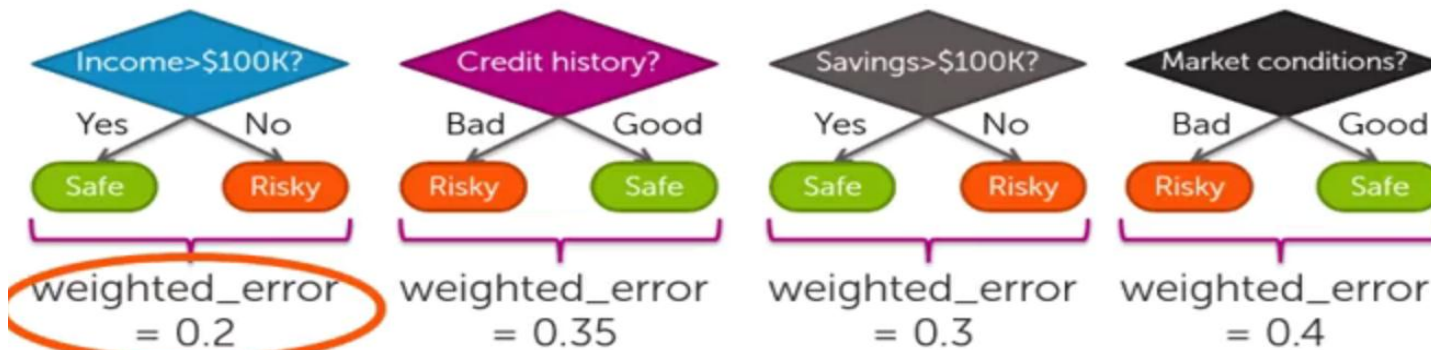 Income>$100K?
Yes No
Safe Risky
weighted_error
= 0.2
Credit history?
Bad Good
Risky Safe
weighted_error
= 0.35
Savings>$100K?
Yes No
Safe Risky
weighted_error
= 0.3
Market conditions?
Bad Good
Risky Safe
weighted_error
= 0.4